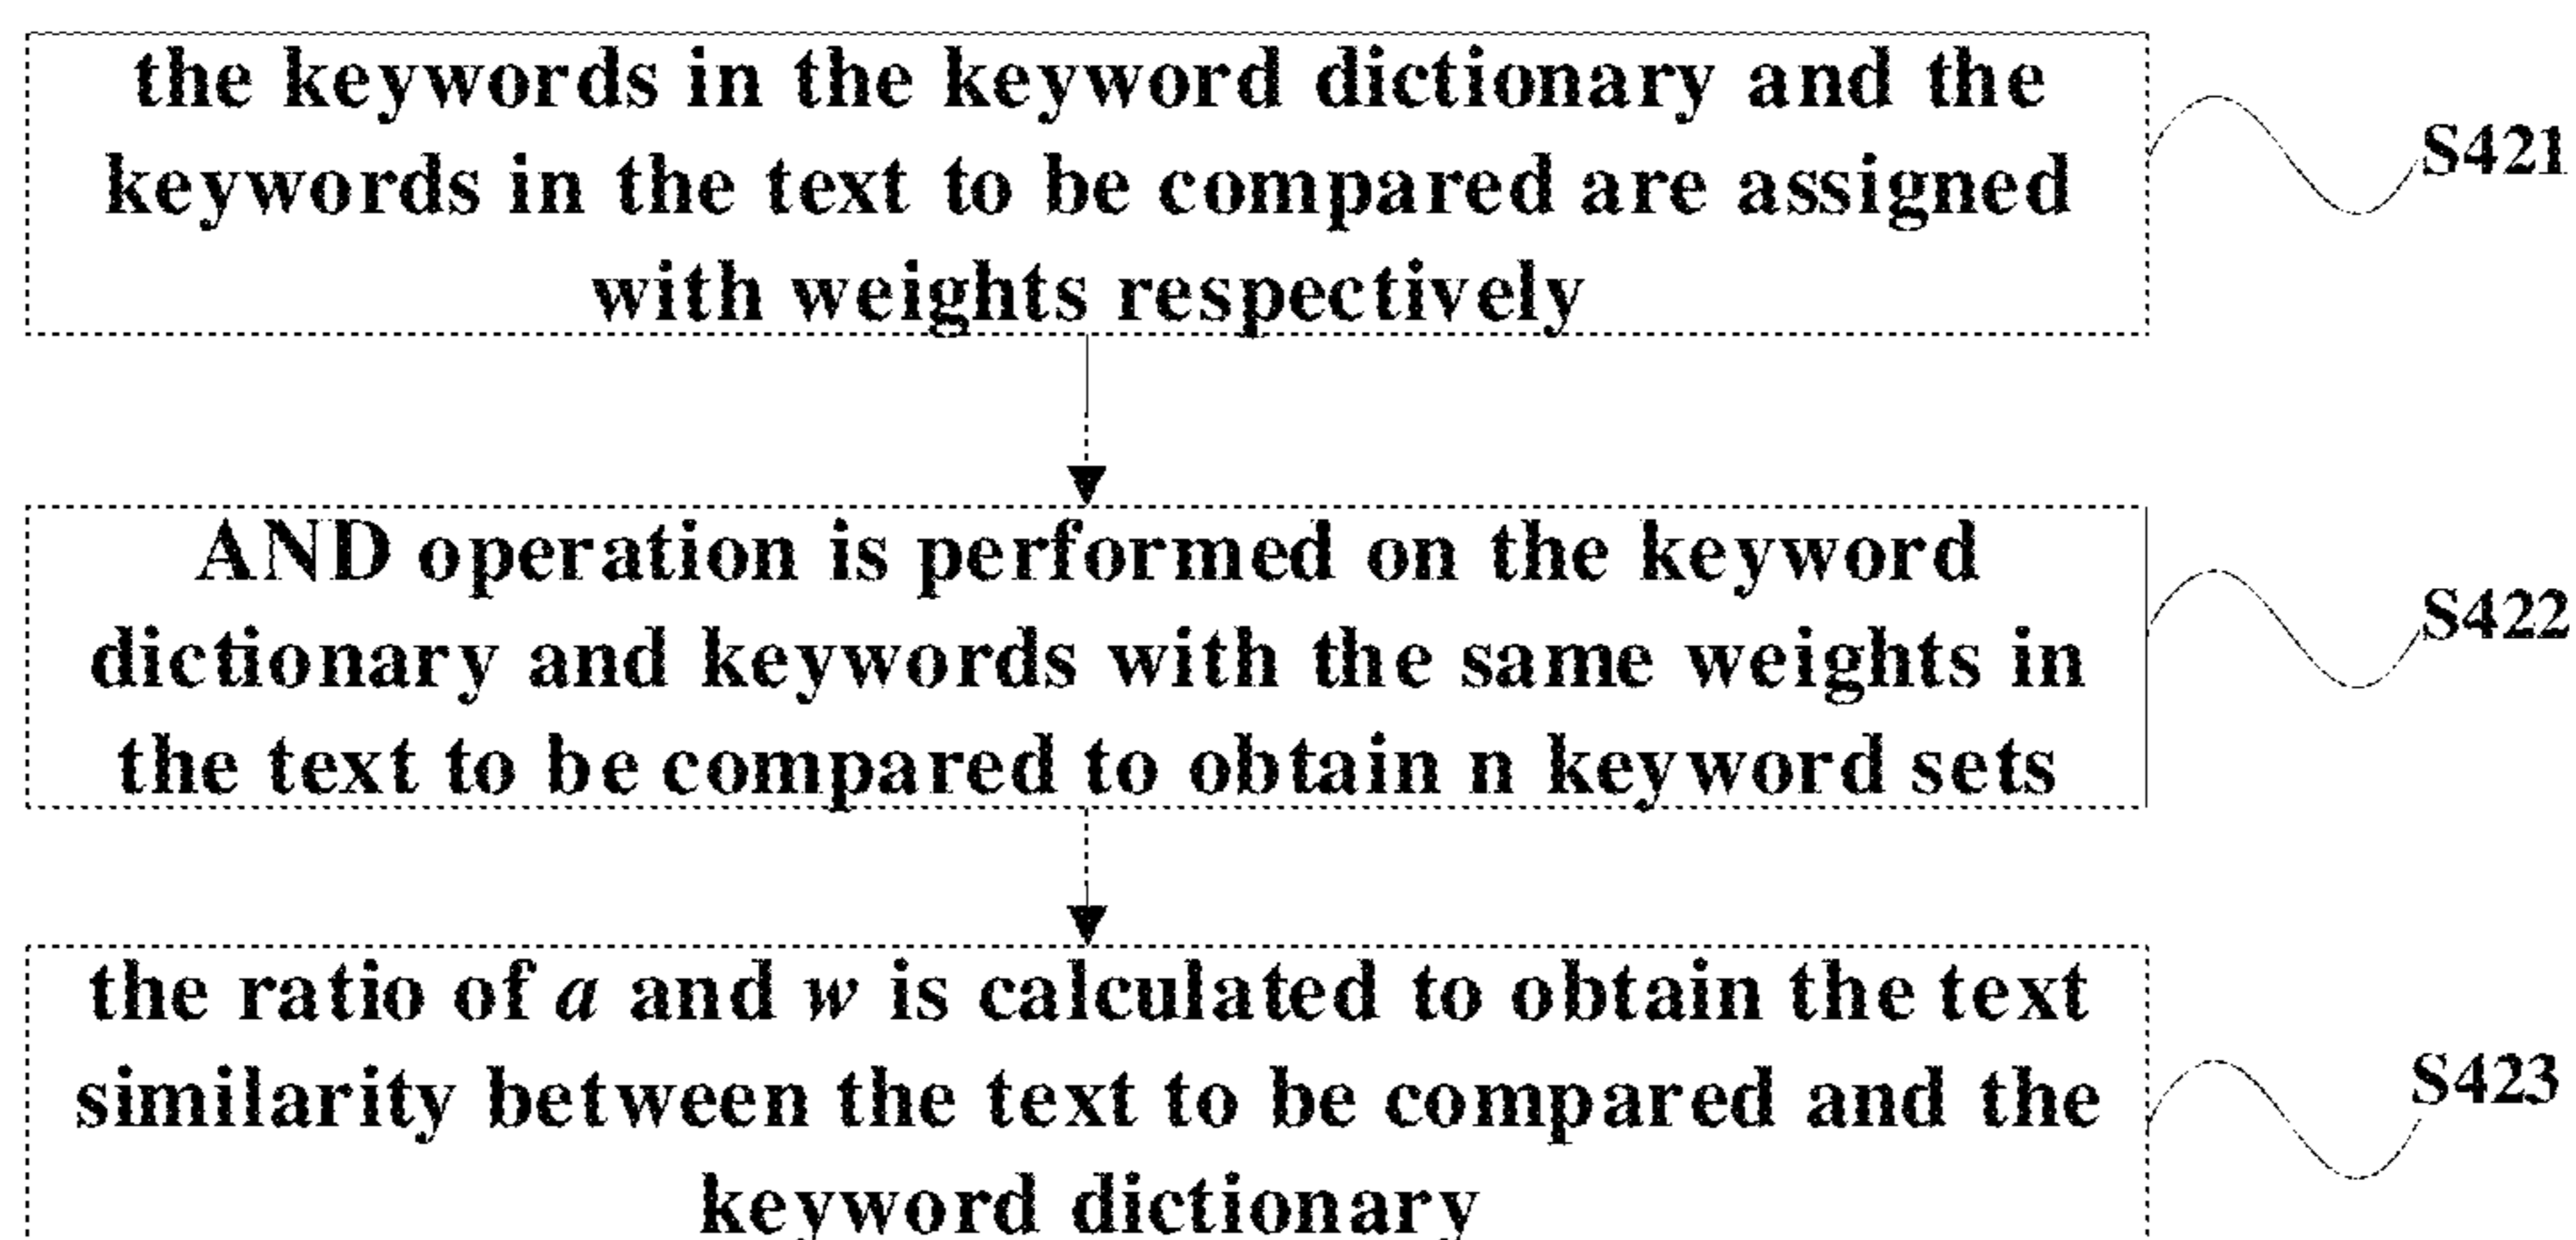 the keywords in the keyword dictionary and the
keywords in the text to be compared are assigned
with weights respectively
S421
AND operation is performed on the keyword
dictionary and keywords with the same weights in
the text to be compared to obtain n keyword sets
S422
the ratio of a and w is calculated to obtain the text
similarity between the text to be compared and the
keyword dictionary
S423